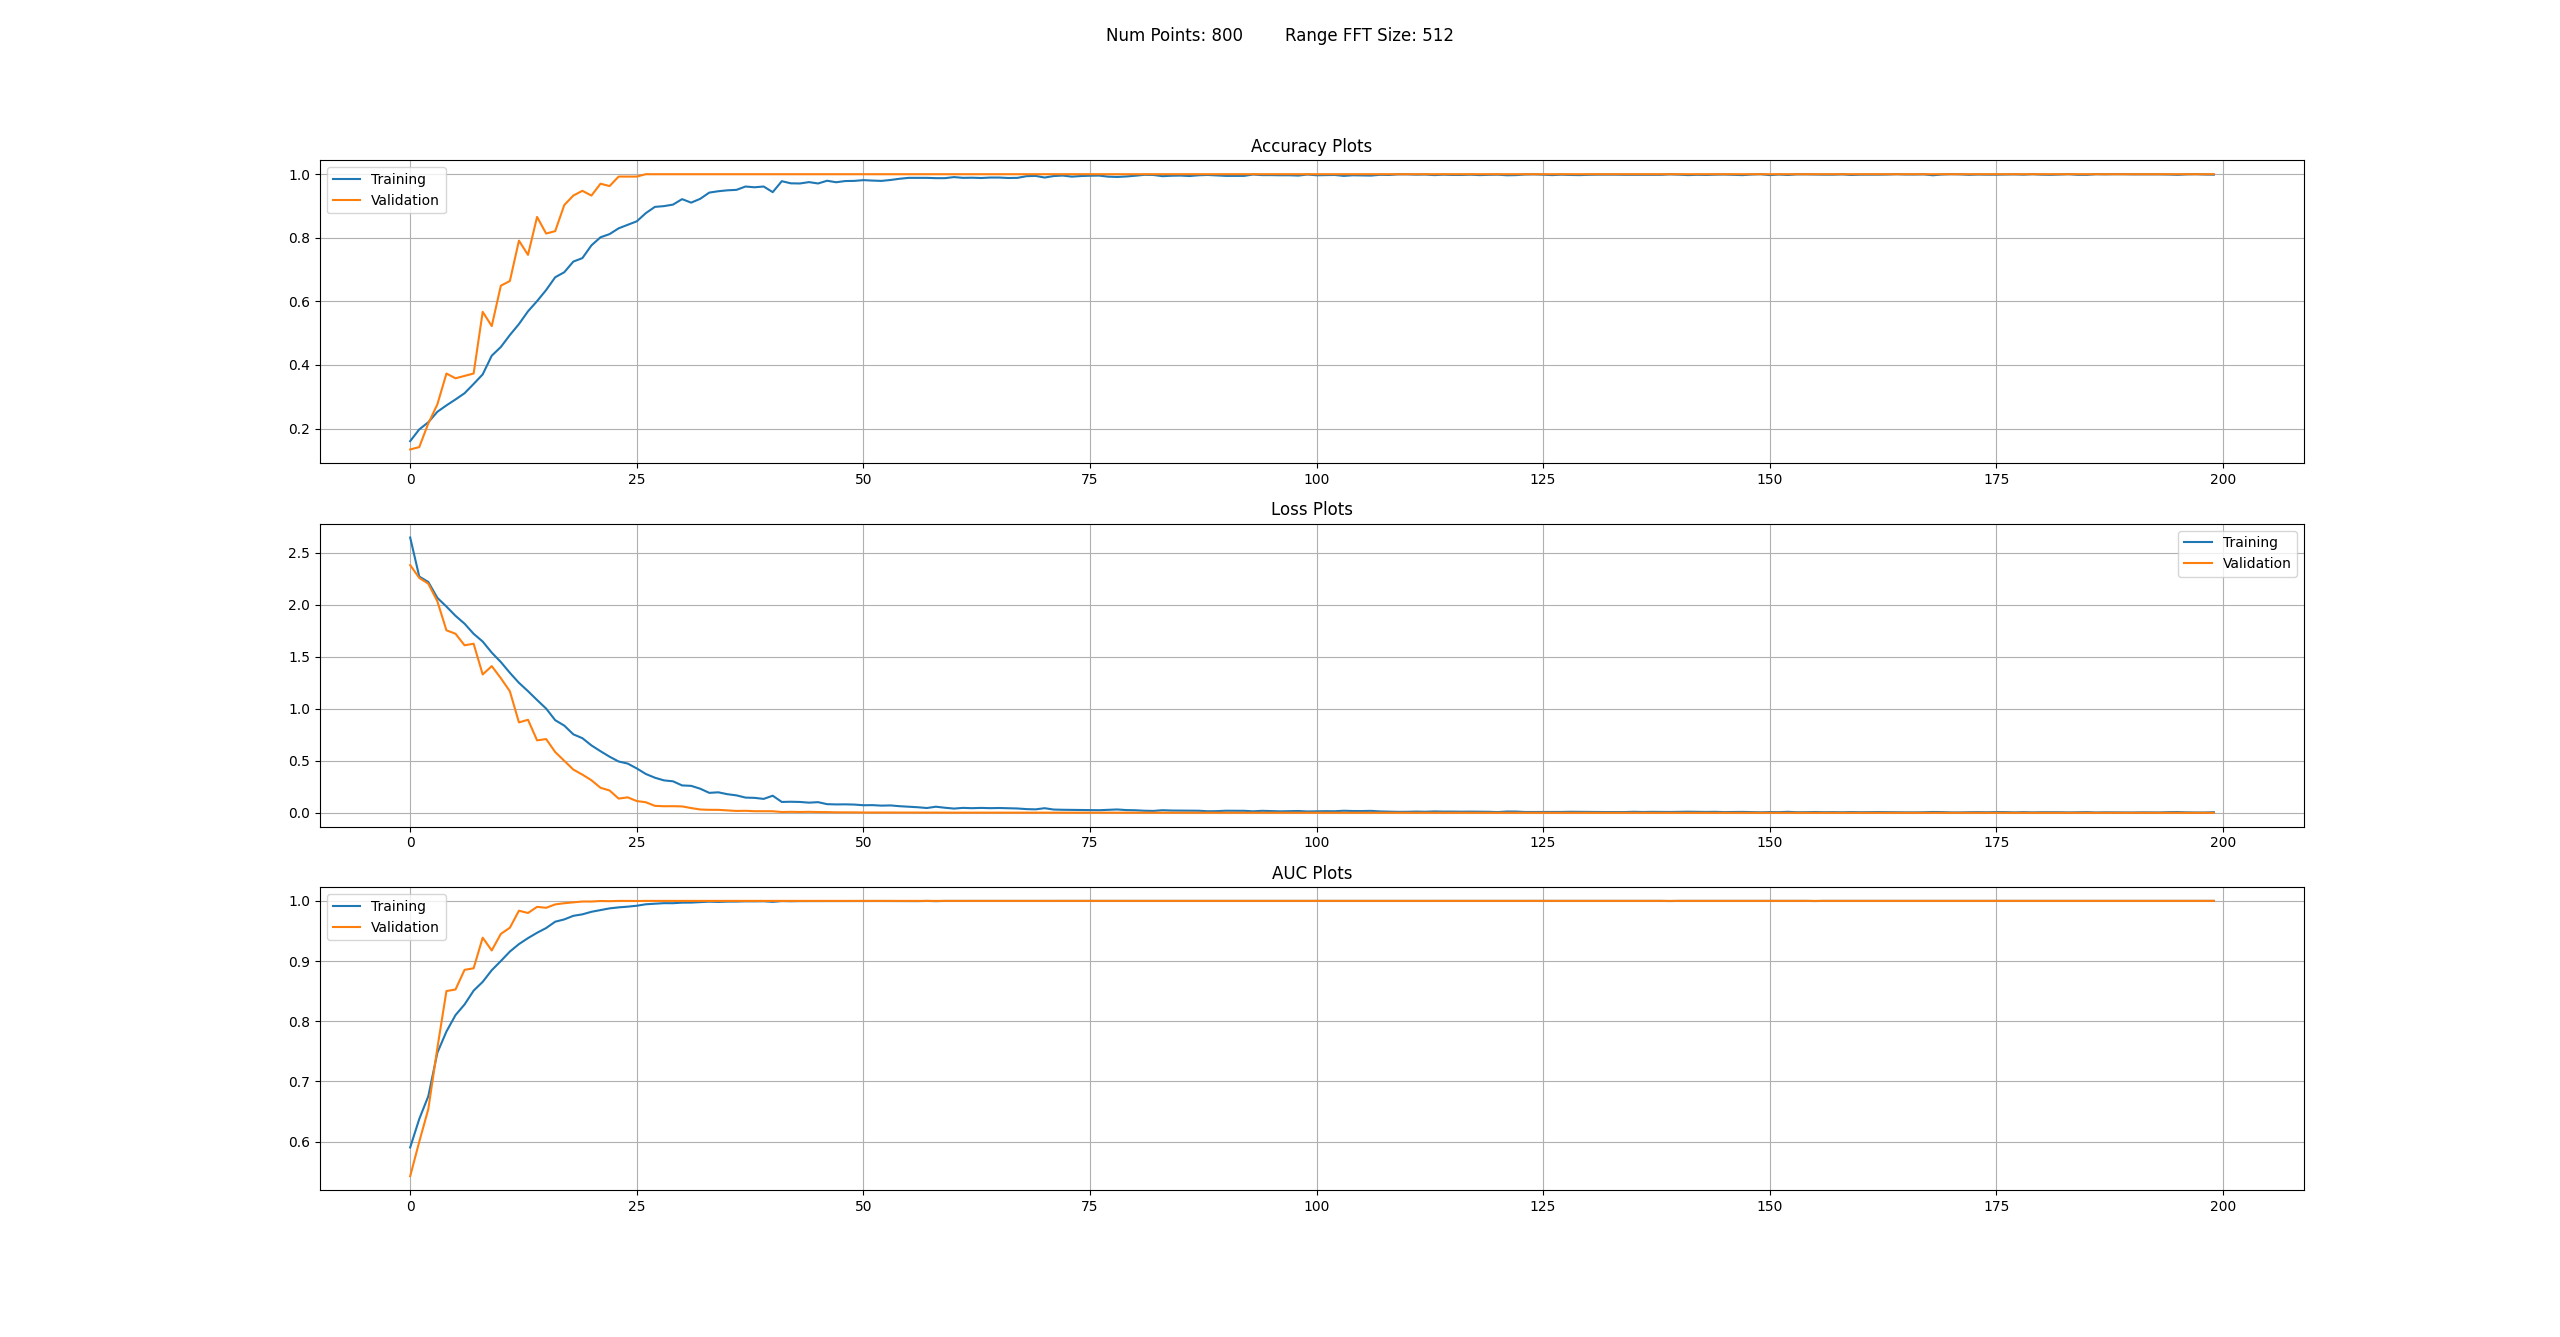 Num Points: 800 Range FFT Size: 512
Accuracy Plots
Training
Validation
1.0
0.8
0.6
0.4
0.2
0 25 50 75 100 125 150 175 200
Loss Plots
Training
Validation
2.5
2.0
1.5
1.0
0.5
0.0
0 25 50 75 100 125 150 175 200
AUC Plots
Training
Validation
1.0
0.9
0.8
0.7
0.6
0 25 50 75 100 125 150 175 200